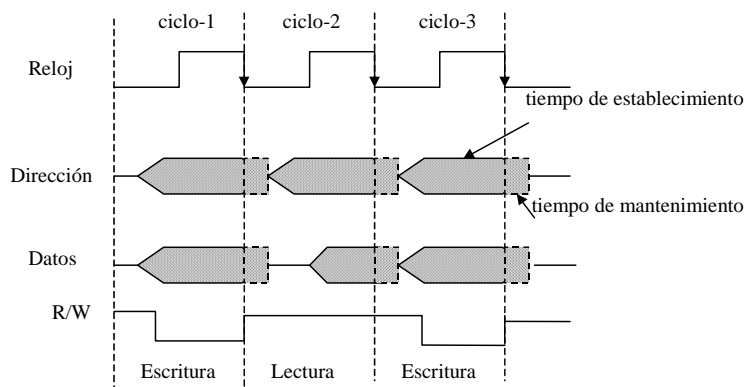 ciclo-1 ciclo-2 ciclo-3
Reloj
tiempo de establecimiento
Dirección
tiempo de mantenimiento
Datos
R/W
Escritura Lectura Escritura